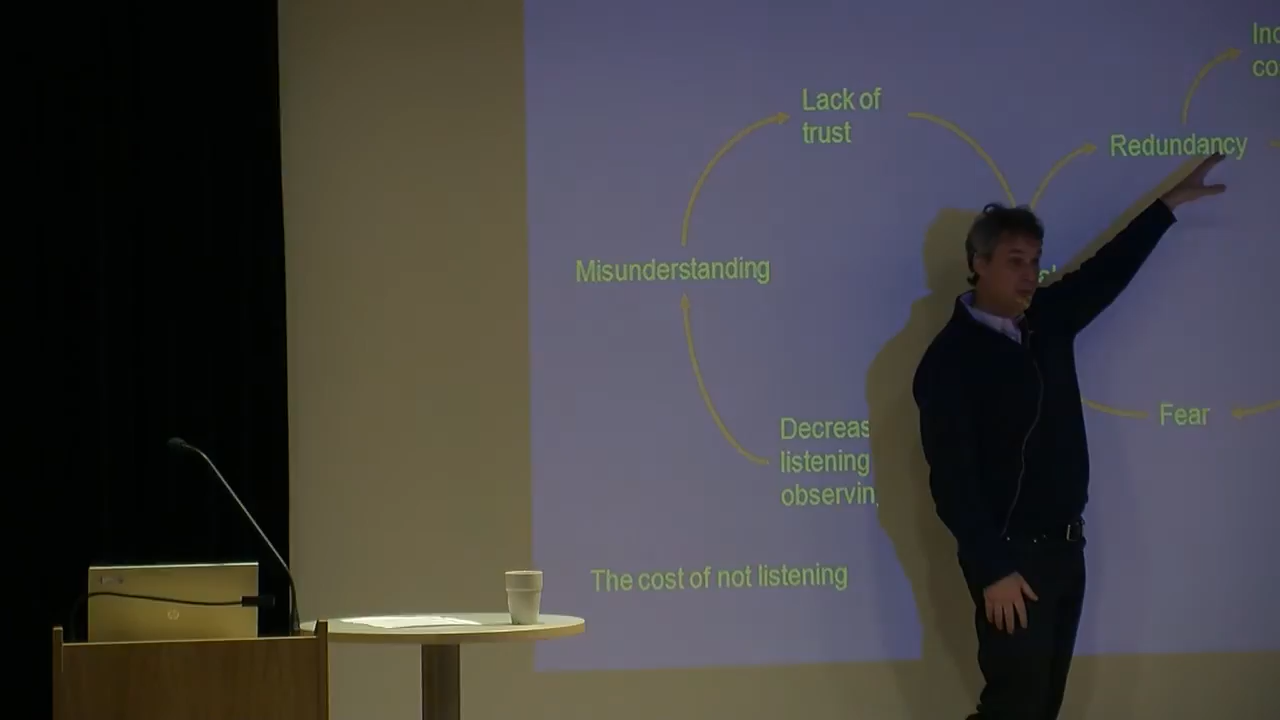 Lack of
trust
Redundancy
Misunderstanding
Fear
listening
The cost of not listening